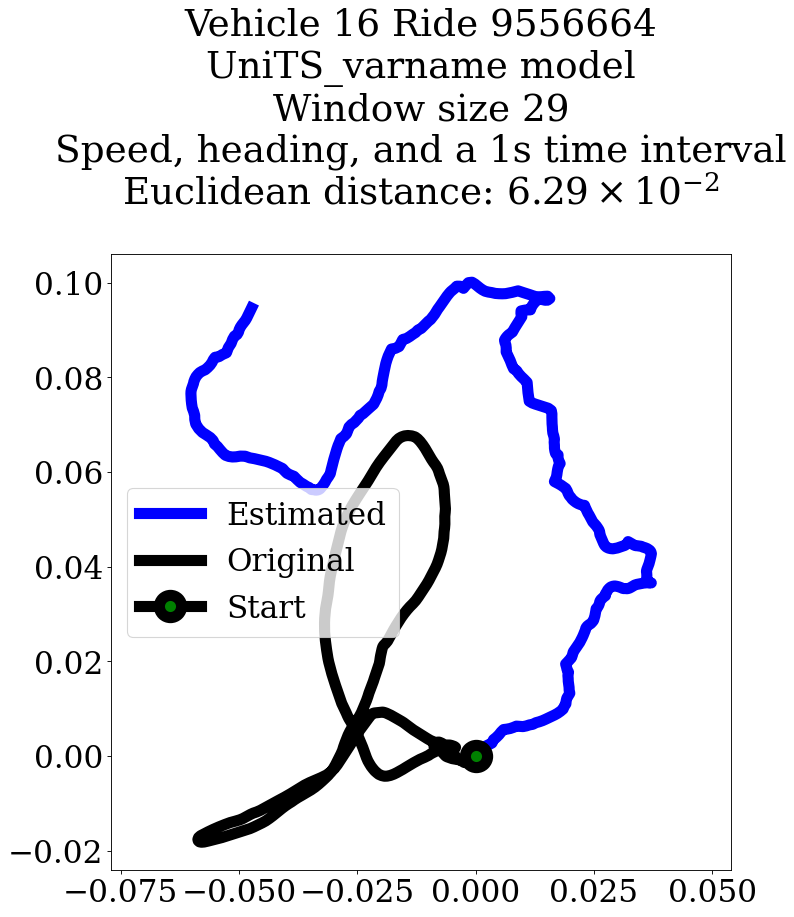 Vehicle 16 Ride 9556664
UniTS_varname model
Window size 29
Speed, heading, and a 1s time interval
Euclidean distance: 6.29 × 10⁻²
0.10
0.08
0.06
0.04
0.02
0.00
−0.02
Estimated
Original
Start
−0.075 −0.050 −0.025 0.000 0.025 0.050